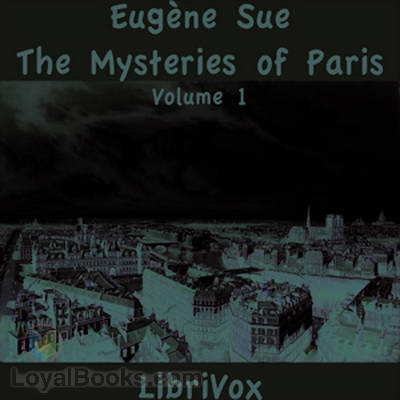 Eugène Sue
The Mysteries of Paris
Volume 1
LoyalBooks.com
LibriVox